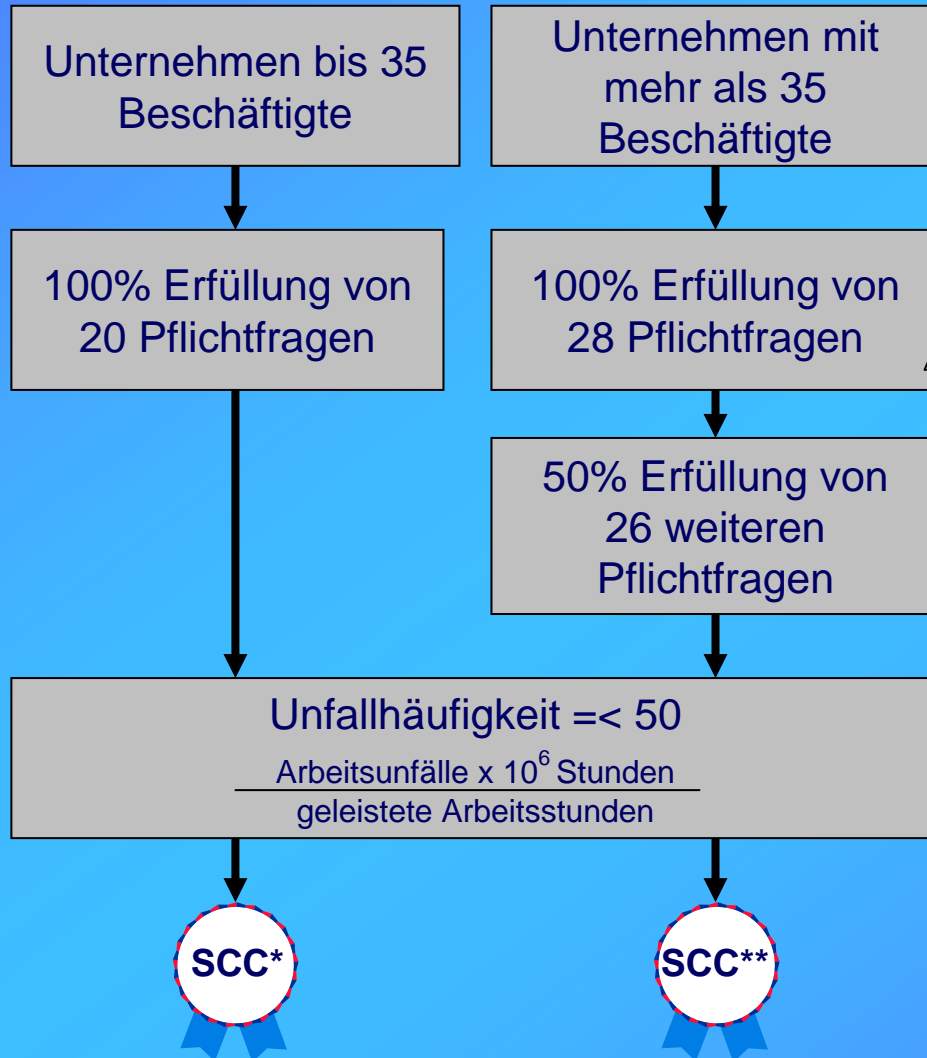 Unternehmen bis 35
Beschäftigte
Unternehmen mit
mehr als 35
Beschäftigte
100% Erfüllung von
20 Pflichtfragen
100% Erfüllung von
28 Pflichtfragen
50% Erfüllung von
26 weiteren
Pflichtfragen
Unfallhäufigkeit =< 50
Arbeitsunfälle x 10⁶ Stunden
geleistete Arbeitsstunden
SCC*
SCC**